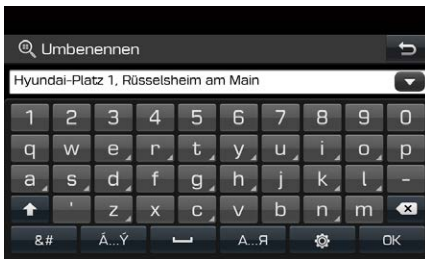 Umbenennen
Hyundai-Platz 1, Rüsselsheim am Main
1 2 3 4 5 6 7 8 9 0
q w e r t y u i o p
a s d f g h j k l -
' z x c v b n m
&# Á...Ý А...Я OK